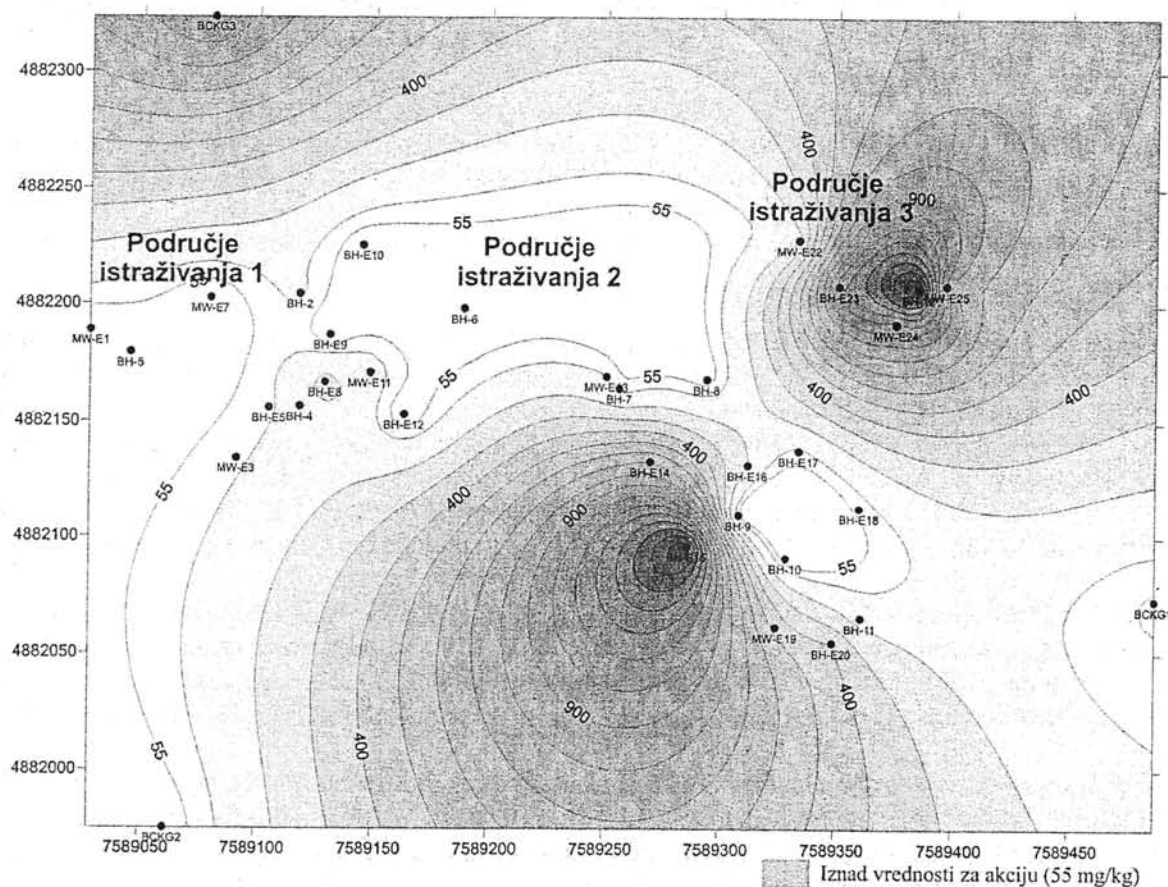 BCKG3
4882300
400
400
4882250
Područje
istraživanja 3
55
55
900
Područje
istraživanja 1
BH-E10
Područje
istraživanja 2
MW-E22
4882200
MW-E7
BH-2
BH-6
BH-E23
MW-E25
MW-E1
BH-5
BH-E9
MW-E24
MW-E11
BH-E8
55
55
MW-E13
BH-7
BH-8
400
4882150
BH-E5
BH-4
BH-E12
MW-E3
400
BH-E14
BH-E16
BH-E17
55
400
900
BH-9
BH-E18
4882100
BH-10
55
BCKG1
MW-E19
BH-11
BH-E20
4882050
900
400
400
55
4882000
BCKG2
7589050
7589100
7589150
7589200
7589250
7589300
7589350
7589400
7589450
Iznad vrednosti za akciju (55 mg/kg)